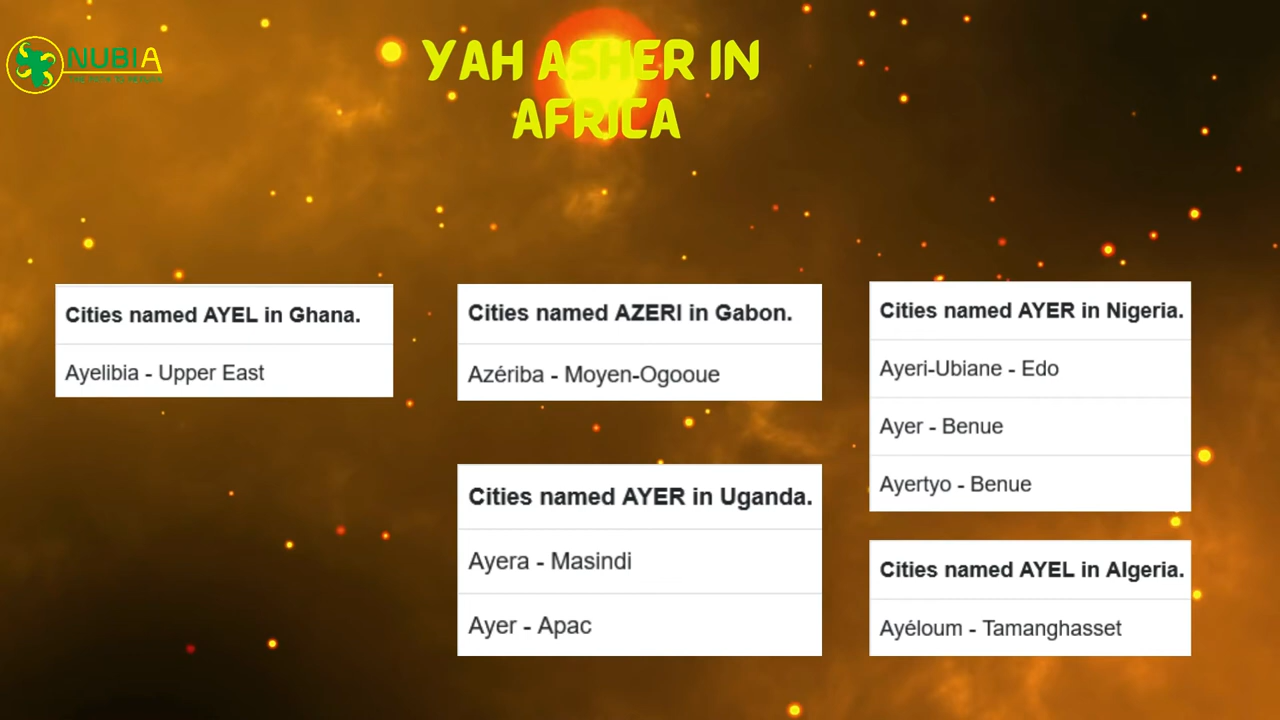 NUBIA
YAH ASHER IN
AFRICA
Cities named AYEL in Ghana.
Ayelibia - Upper East
Cities named AZERI in Gabon.
Azériba - Moyen-Ogooue
Cities named AYER in Nigeria.
Ayeri-Ubiane - Edo
Ayer - Benue
Ayertyo - Benue
Cities named AYER in Uganda.
Ayera - Masindi
Ayer - Apac
Cities named AYEL in Algeria.
Ayéloum - Tamanghasset